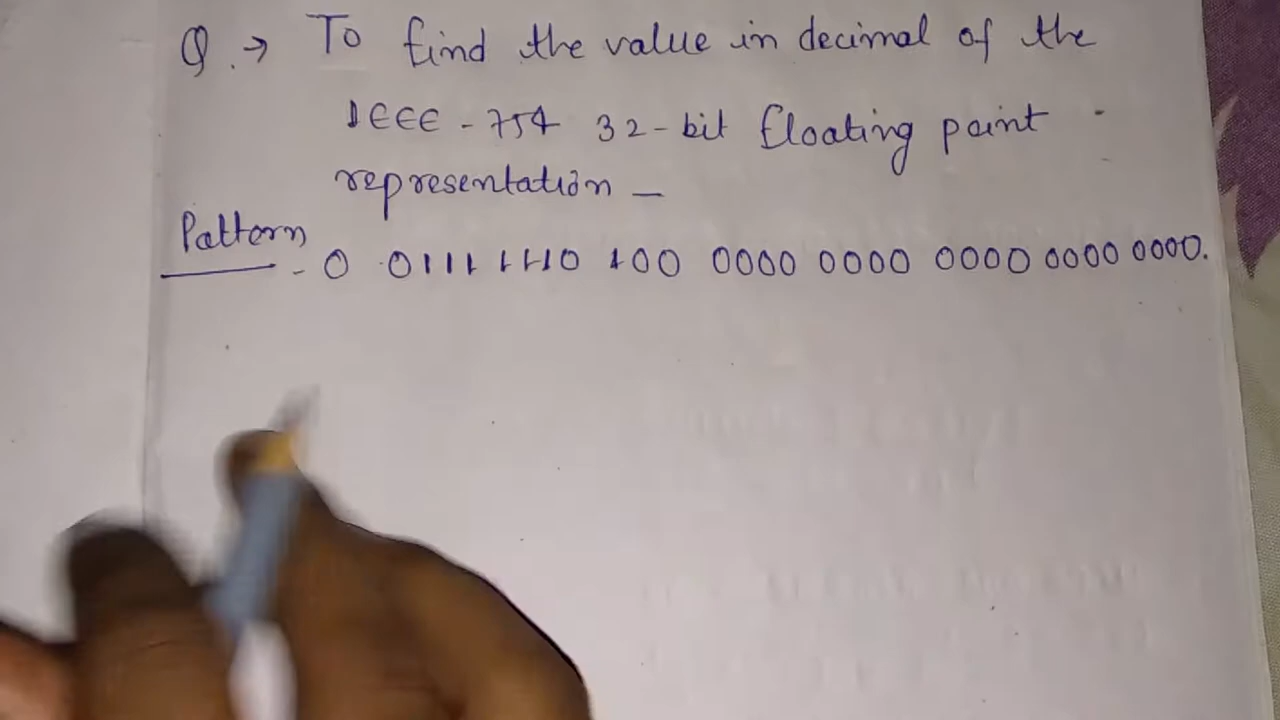 Q. → To find the value in decimal of the
IEEE - 754 32-bit floating point
representation —
Pattern - 0 0111 1110 100 0000 0000 0000 0000 0000.